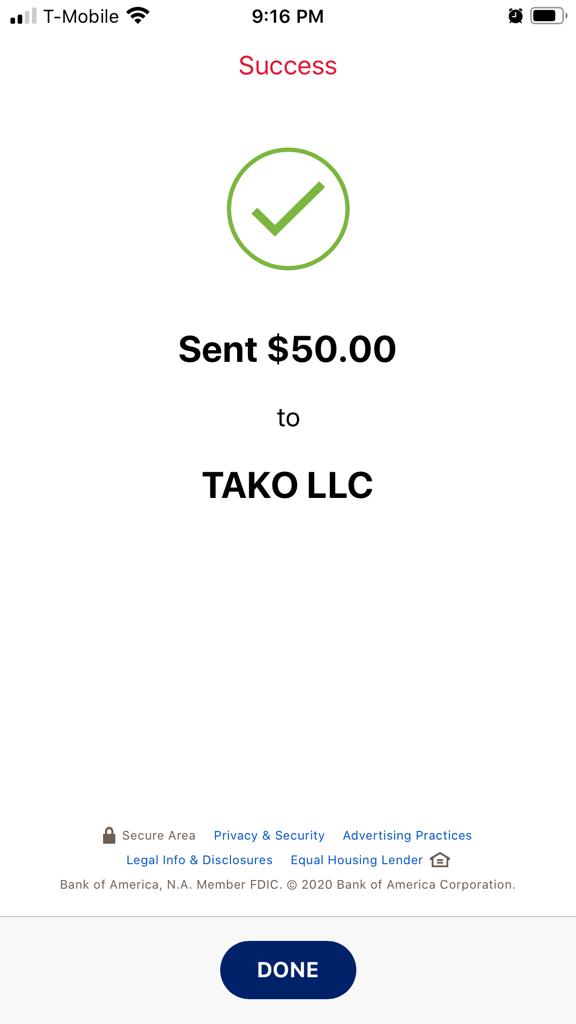 T-Mobile 9:16 PM
Success
Sent $50.00
to
TAKO LLC
Secure Area Privacy & Security Advertising Practices
Legal Info & Disclosures Equal Housing Lender
Bank of America, N.A. Member FDIC. © 2020 Bank of America Corporation.
DONE